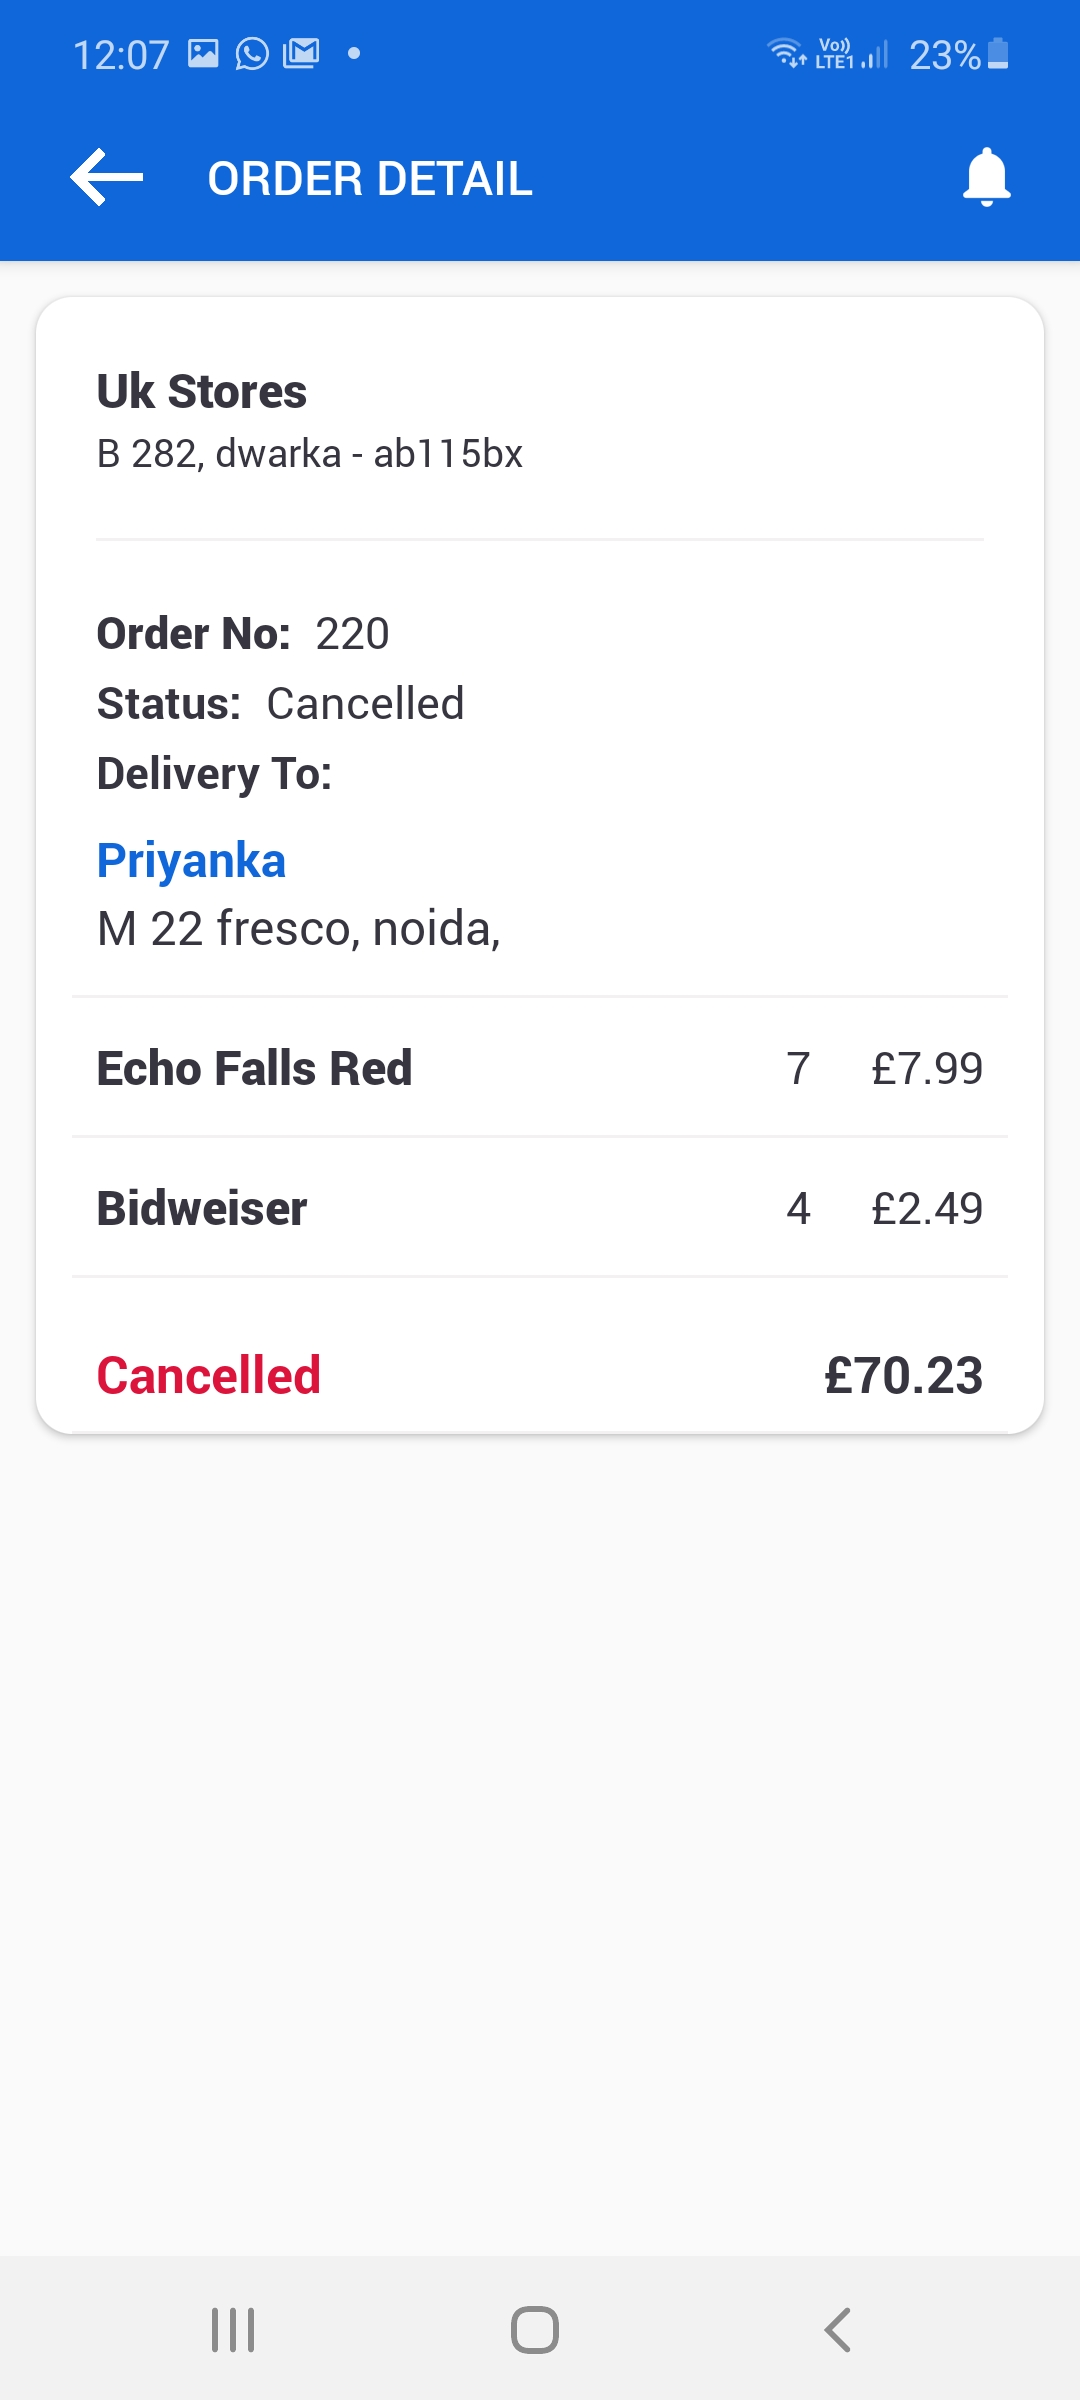 12:07 Vo)) LTE1 23%
ORDER DETAIL
Uk Stores
B 282, dwarka - ab115bx
Order No: 220
Status: Cancelled
Delivery To:
Priyanka
M 22 fresco, noida,
Echo Falls Red 7 £7.99
Bidweiser 4 £2.49
Cancelled £70.23